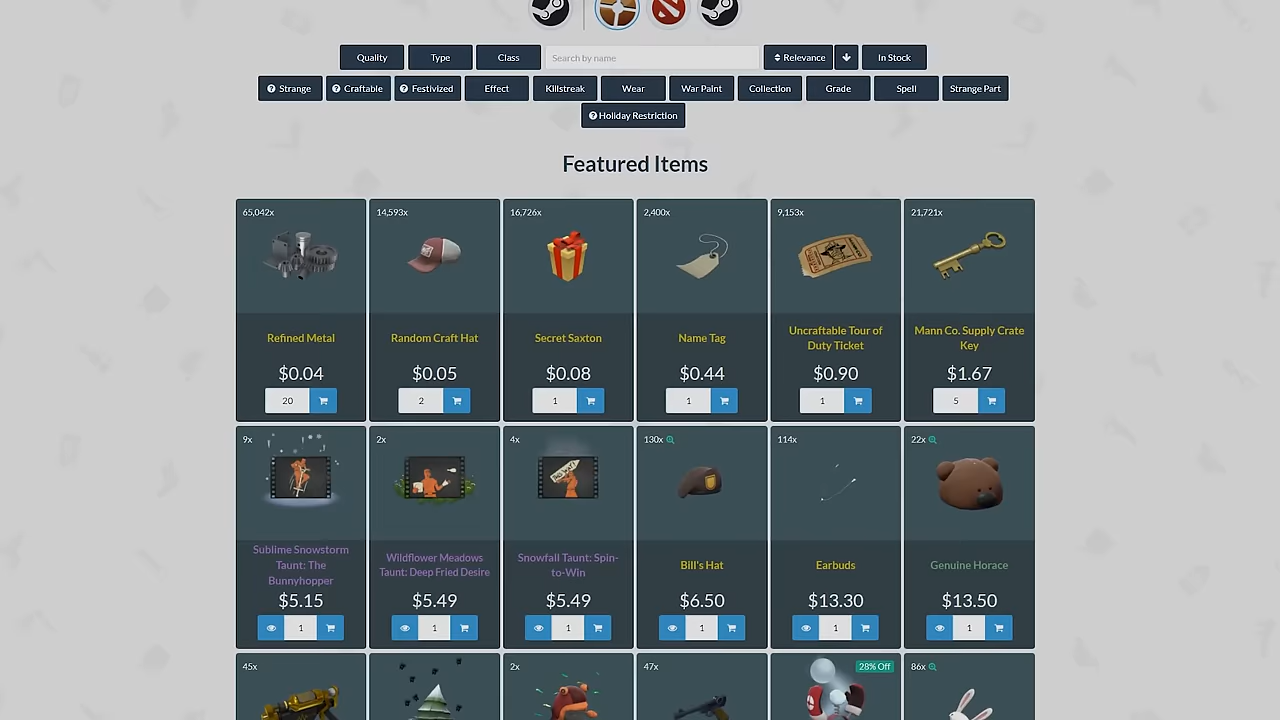 Quality Type Class Search by name Relevance In Stock
Strange Craftable Festivized Effect Killstreak Wear War Paint Collection Grade Spell Strange Part
Holiday Restriction
Featured Items
65,042x
Refined Metal
$0.04
20
14,593x
Random Craft Hat
$0.05
2
16,726x
Secret Saxton
$0.08
1
2,400x
Name Tag
$0.44
1
9,153x
Uncraftable Tour of
Duty Ticket
$0.90
1
21,721x
Mann Co. Supply Crate
Key
$1.67
5
9x
Sublime Snowstorm
Taunt: The
Bunnyhopper
$5.15
1
2x
Wildflower Meadows
Taunt: Deep Fried Desire
$5.49
1
4x
Snowfall Taunt: Spin-
to-Win
$5.49
1
130x
Bill's Hat
$6.50
1
114x
Earbuds
$13.30
1
22x
Genuine Horace
$13.50
1
45x
2x
47x
28% Off
86x